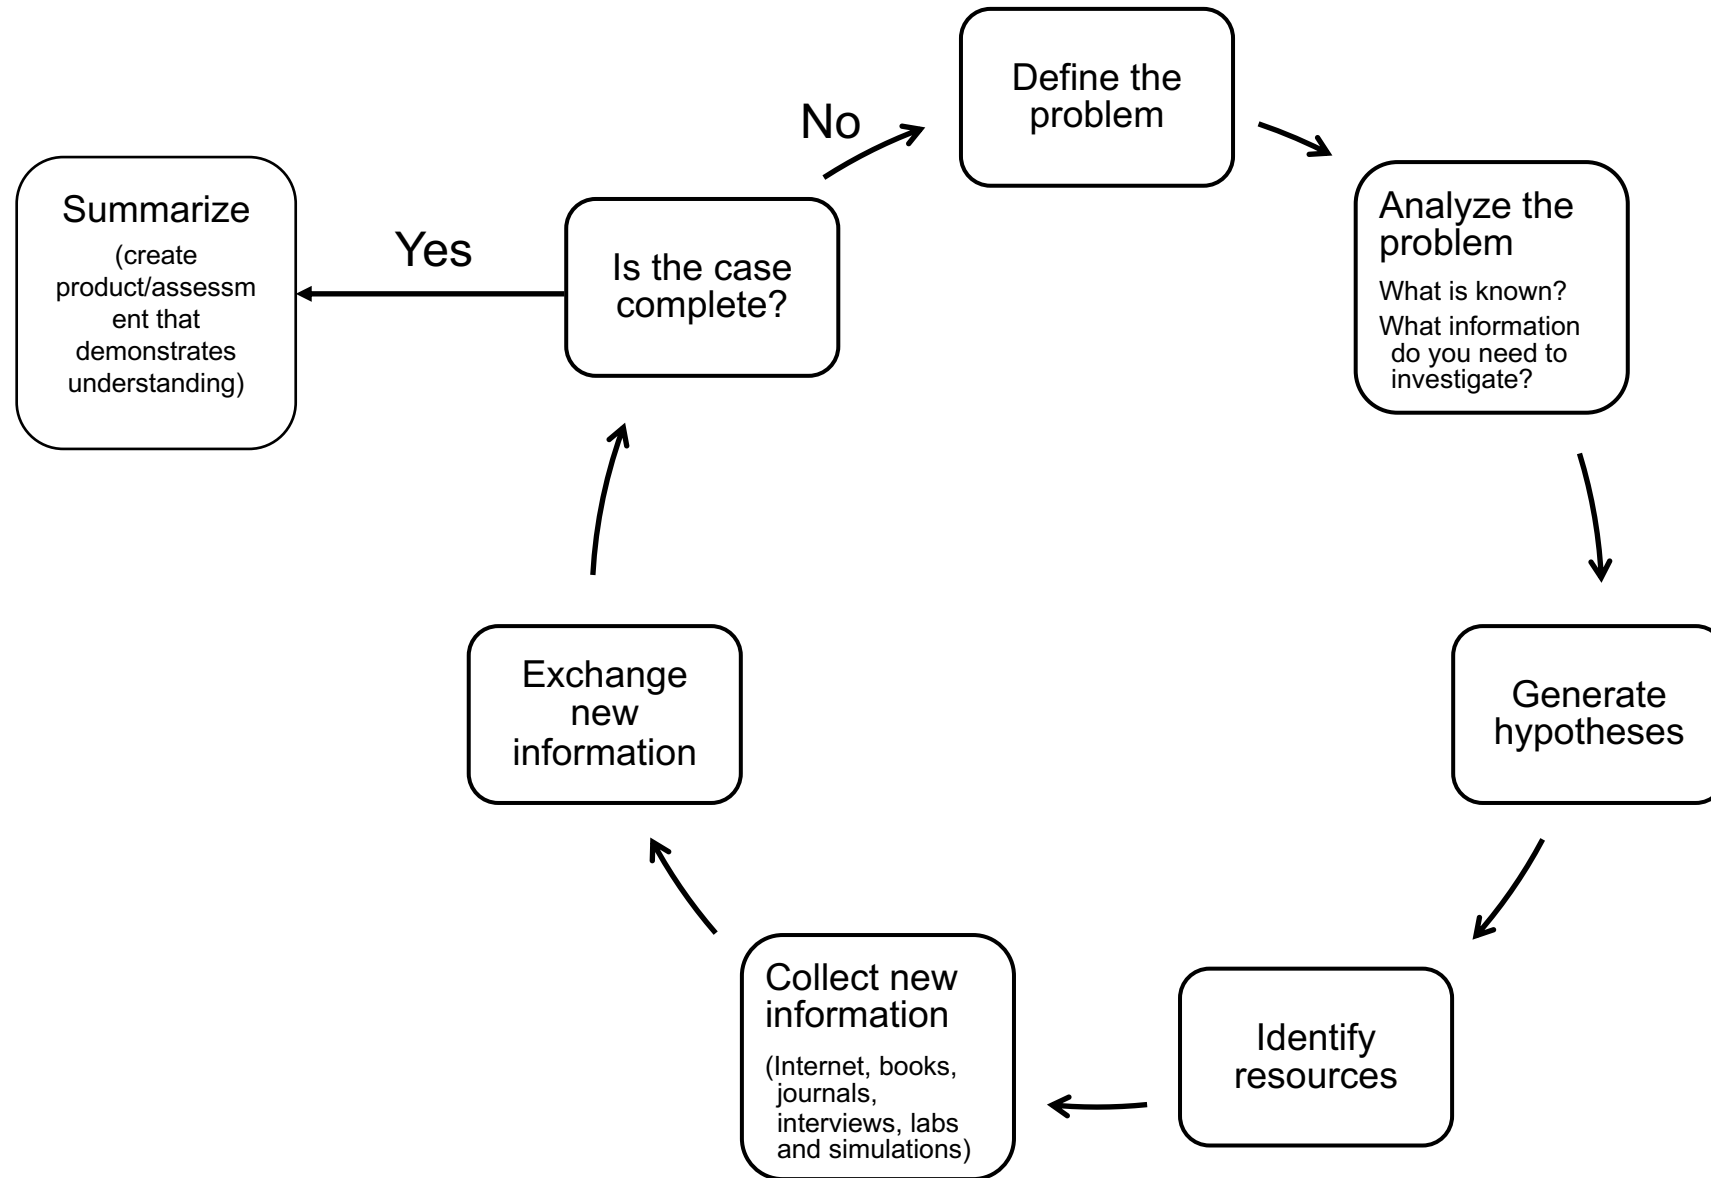 Define the
problem
Analyze the
problem
What is known?
What information
do you need to
investigate?
Generate
hypotheses
Identify
resources
Collect new
information
(Internet, books,
journals,
interviews, labs
and simulations)
Exchange
new
information
Is the case
complete?
No
Yes
Summarize
(create
product/assessm
ent that
demonstrates
understanding)